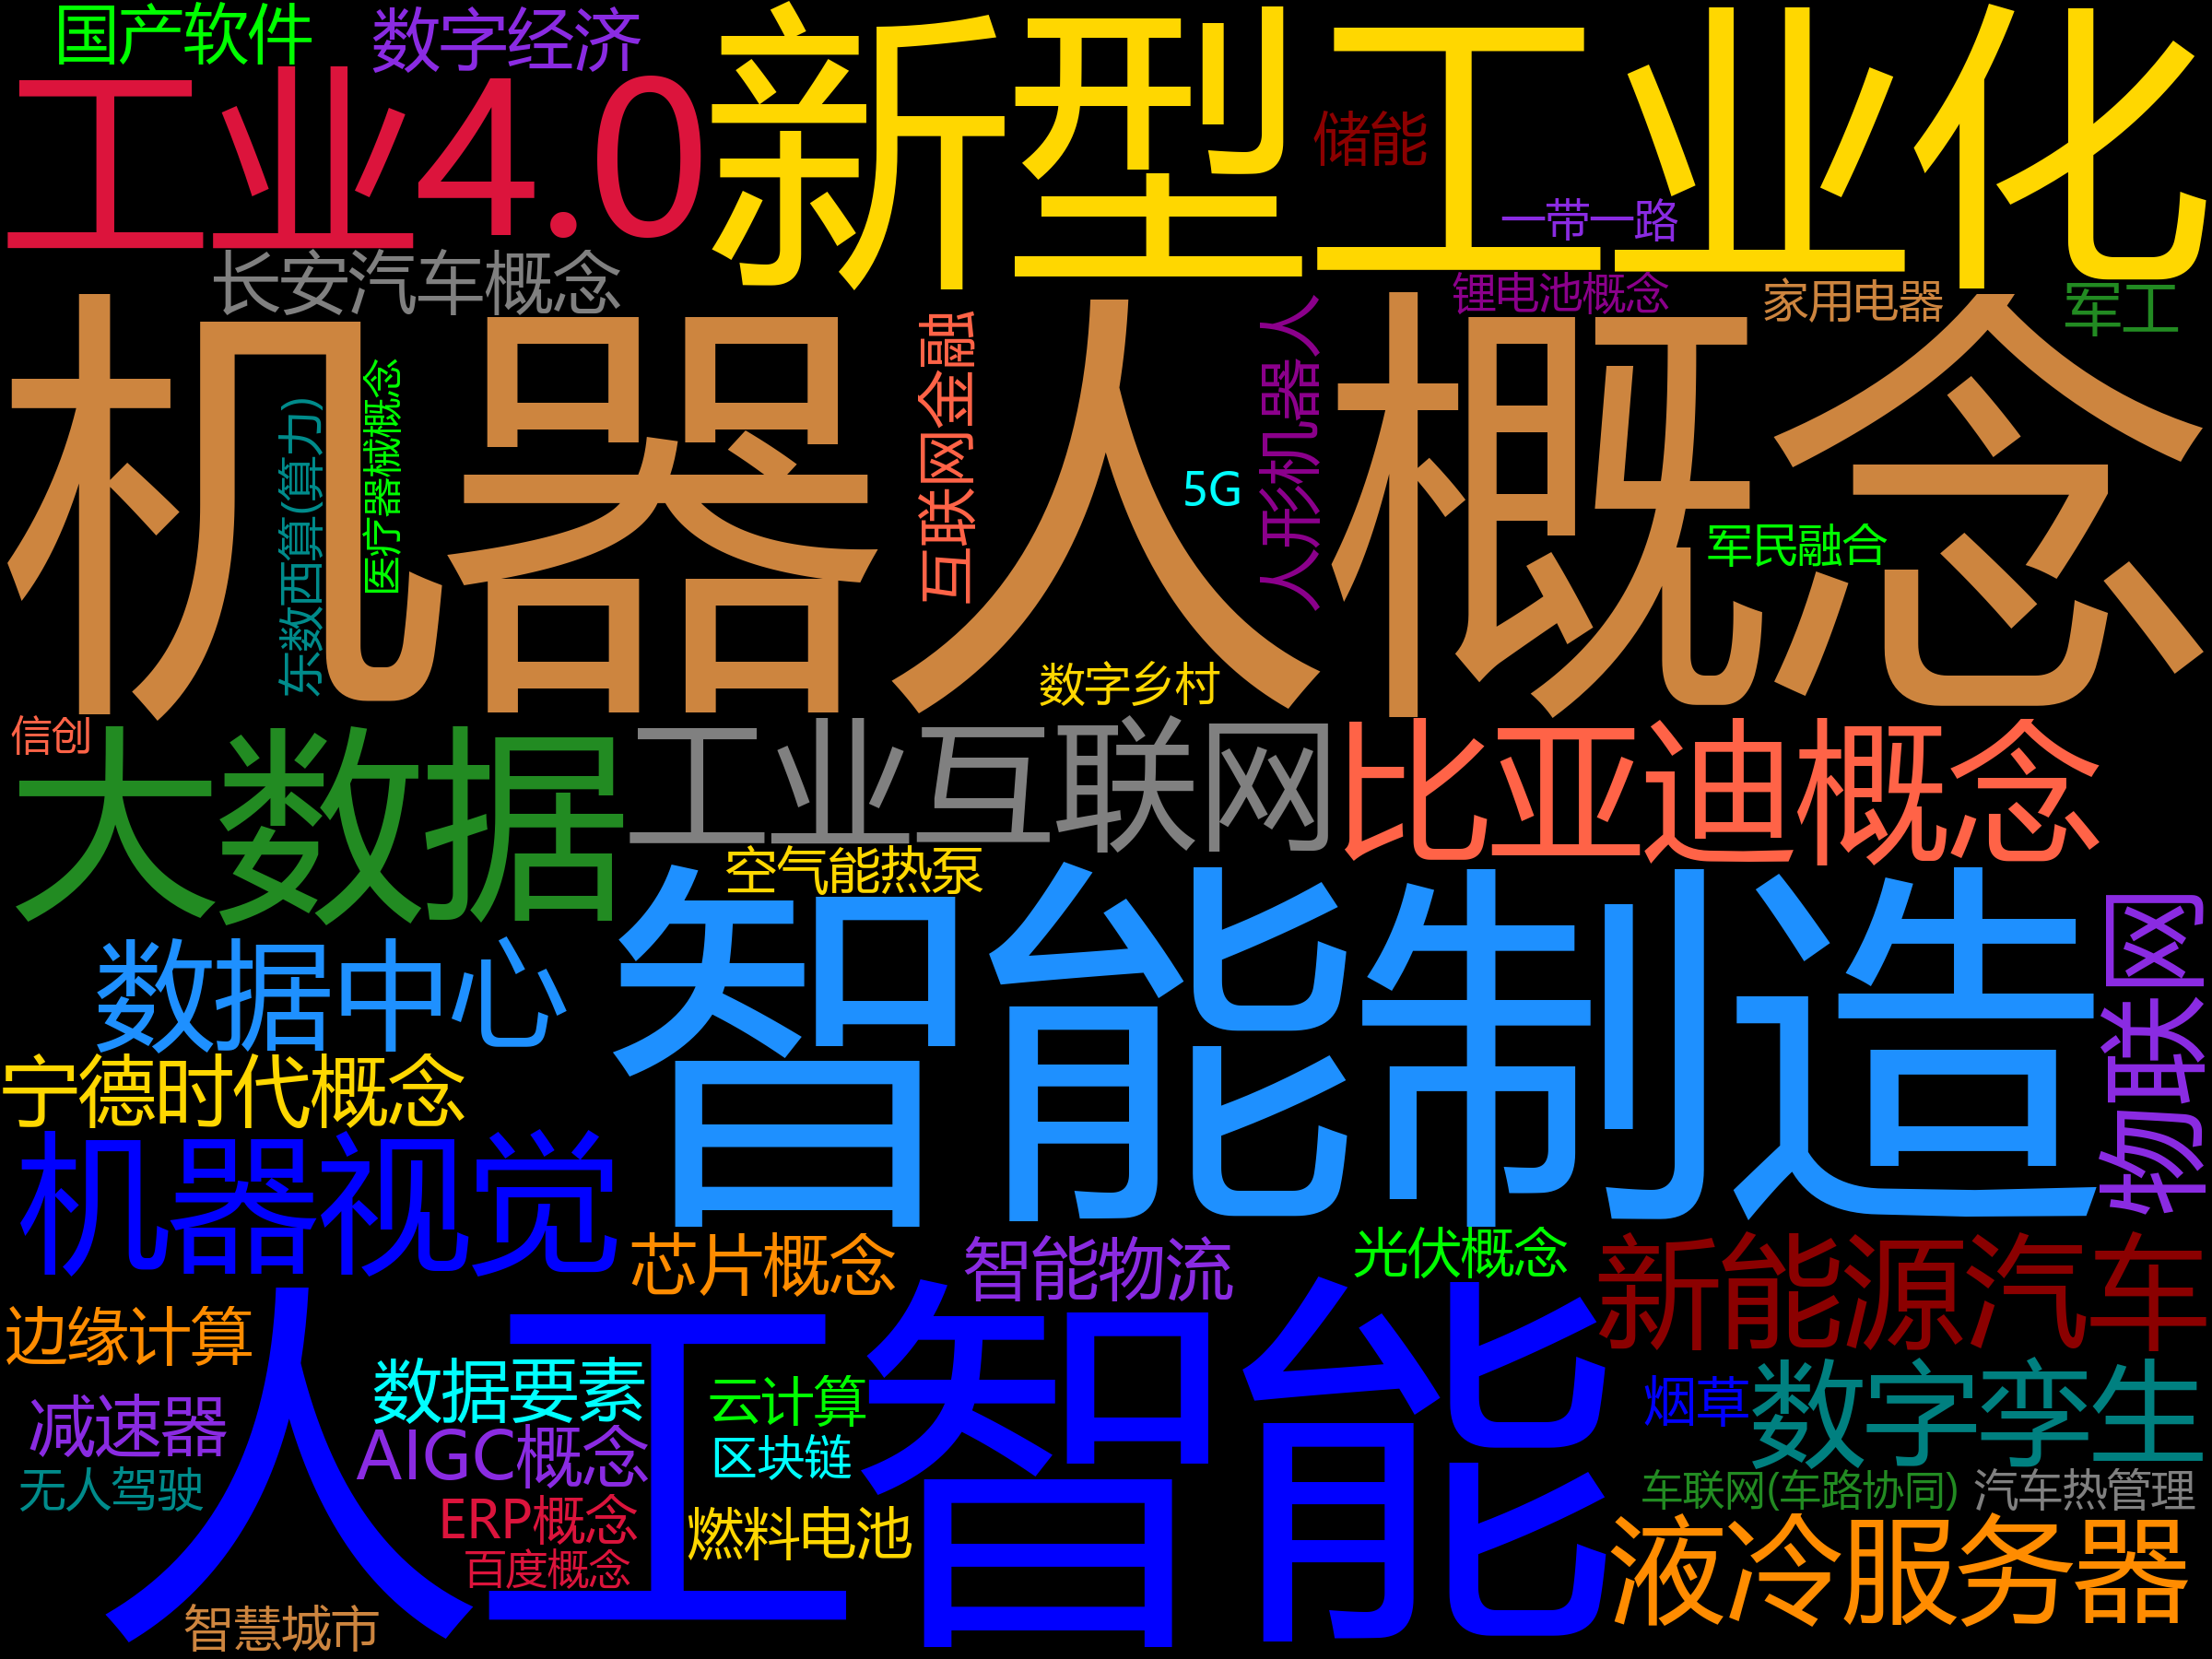 国产软件
数字经济
工业4.0
新型工业化
储能
一带一路
长安汽车概念
锂电池概念
家用电器
军工
机器人概念
东数西算(算力)
医疗器械概念
互联网金融
5G
人形机器人
军民融合
数字乡村
信创
大数据
工业互联网
比亚迪概念
空气能热泵
数据中心
智能制造
物联网
宁德时代概念
机器视觉
芯片概念
智能物流
光伏概念
新能源汽车
边缘计算
人工智能
数据要素
云计算
烟草
数字孪生
减速器
AIGC概念
区块链
无人驾驶
车联网(车路协同)
汽车热管理
ERP概念
燃料电池
液冷服务器
百度概念
智慧城市